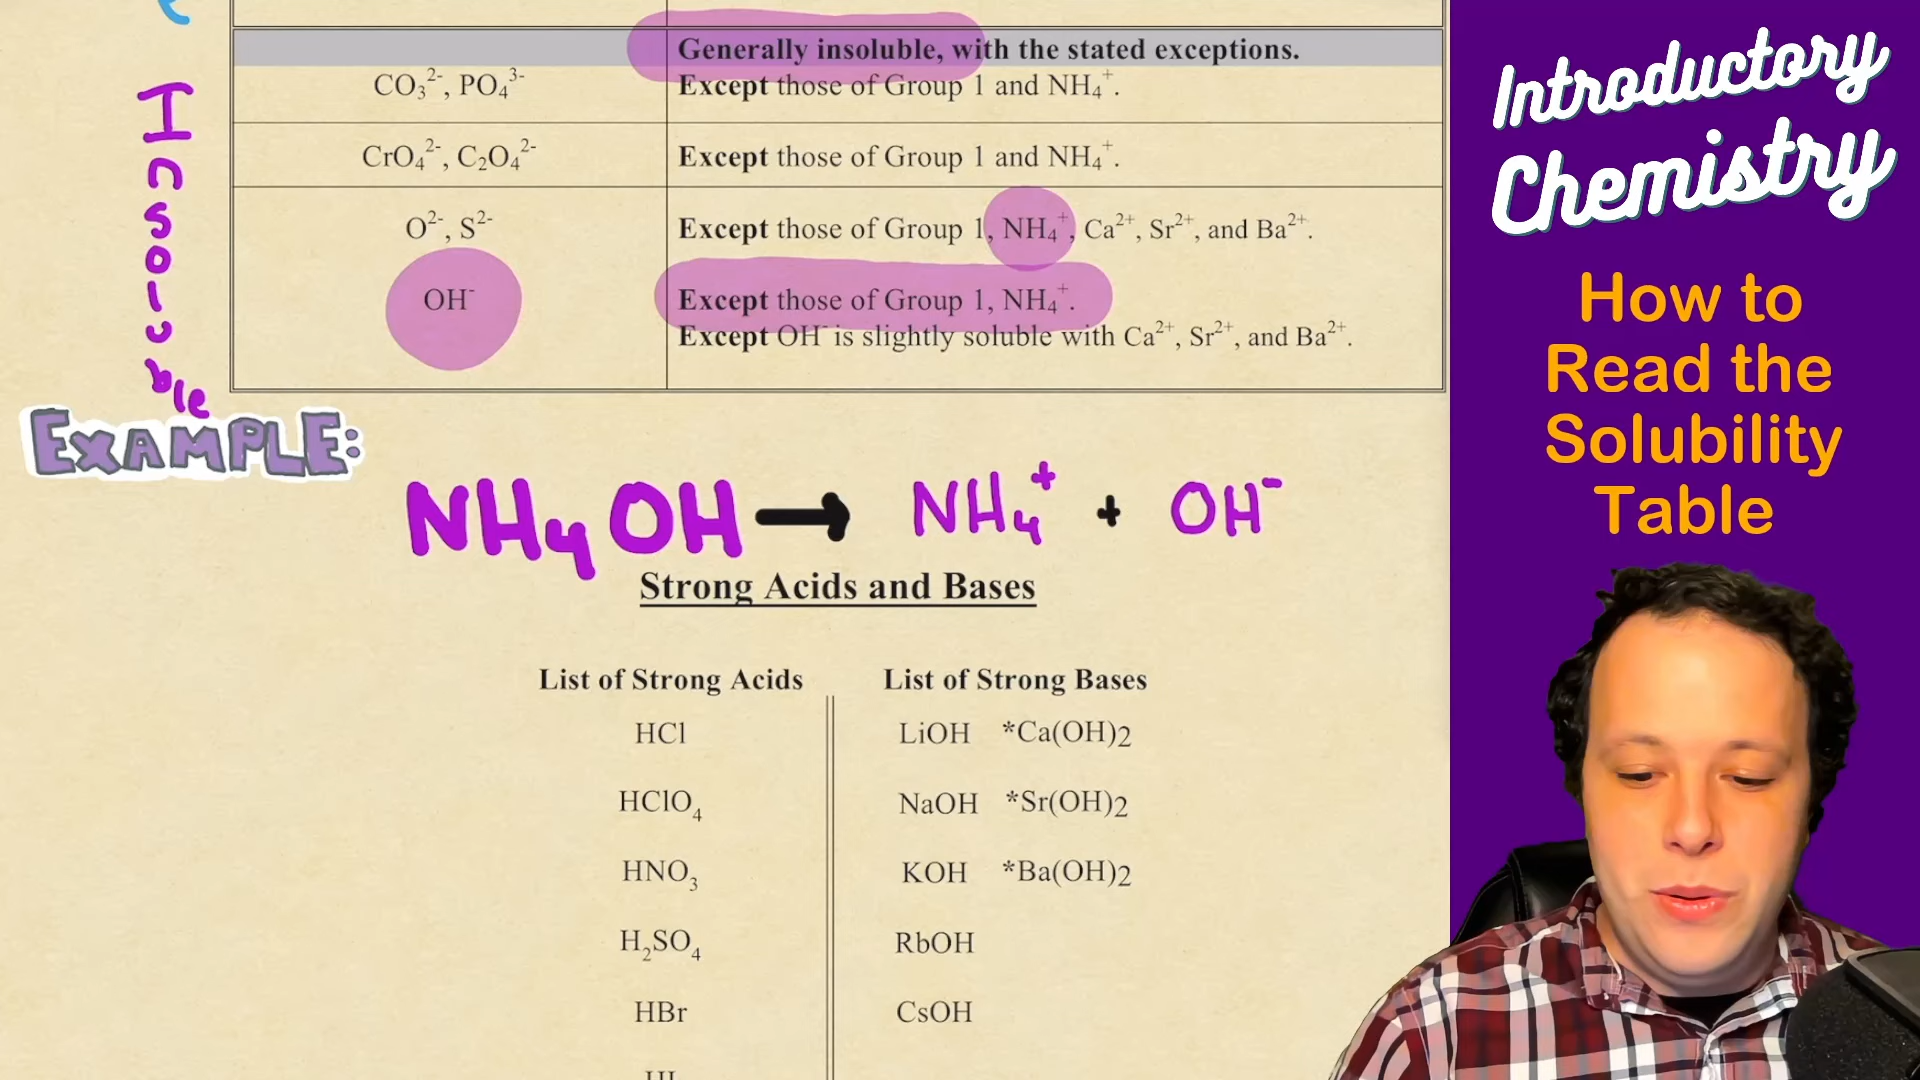 Generally insoluble, with the stated exceptions.
CO₃²⁻, PO₄³⁻ Except those of Group 1 and NH₄⁺.
CrO₄²⁻, C₂O₄²⁻ Except those of Group 1 and NH₄⁺.
O²⁻, S²⁻ Except those of Group 1, NH₄⁺, Ca²⁺, Sr²⁺, and Ba²⁺.
OH⁻ Except those of Group 1, NH₄⁺.
Except OH⁻ is slightly soluble with Ca²⁺, Sr²⁺, and Ba²⁺.
Insoluble
EXAMPLE:
NH₄OH → NH₄⁺ + OH⁻
Strong Acids and Bases
List of Strong Acids List of Strong Bases
HCl LiOH *Ca(OH)2
HClO₄ NaOH *Sr(OH)2
HNO₃ KOH *Ba(OH)2
H₂SO₄ RbOH
HBr CsOH
Introductory
Chemistry
How to
Read the
Solubility
Table